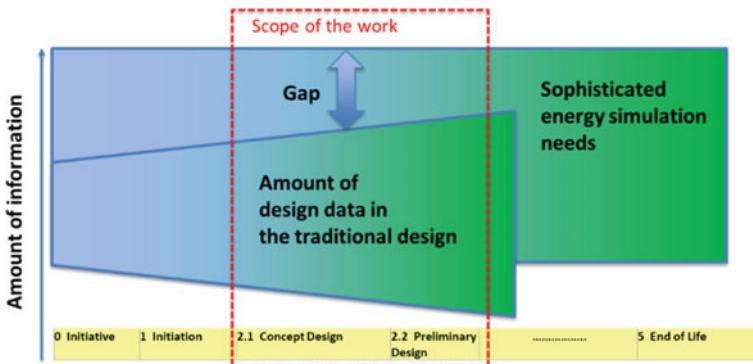 Scope of the work
Gap
Sophisticated
energy simulation
needs
Amount of
design data in
the traditional design
Amount of information
0 Initiative
1 Initiation
2.1 Concept Design
2.2 Preliminary
Design
....................
5 End of Life